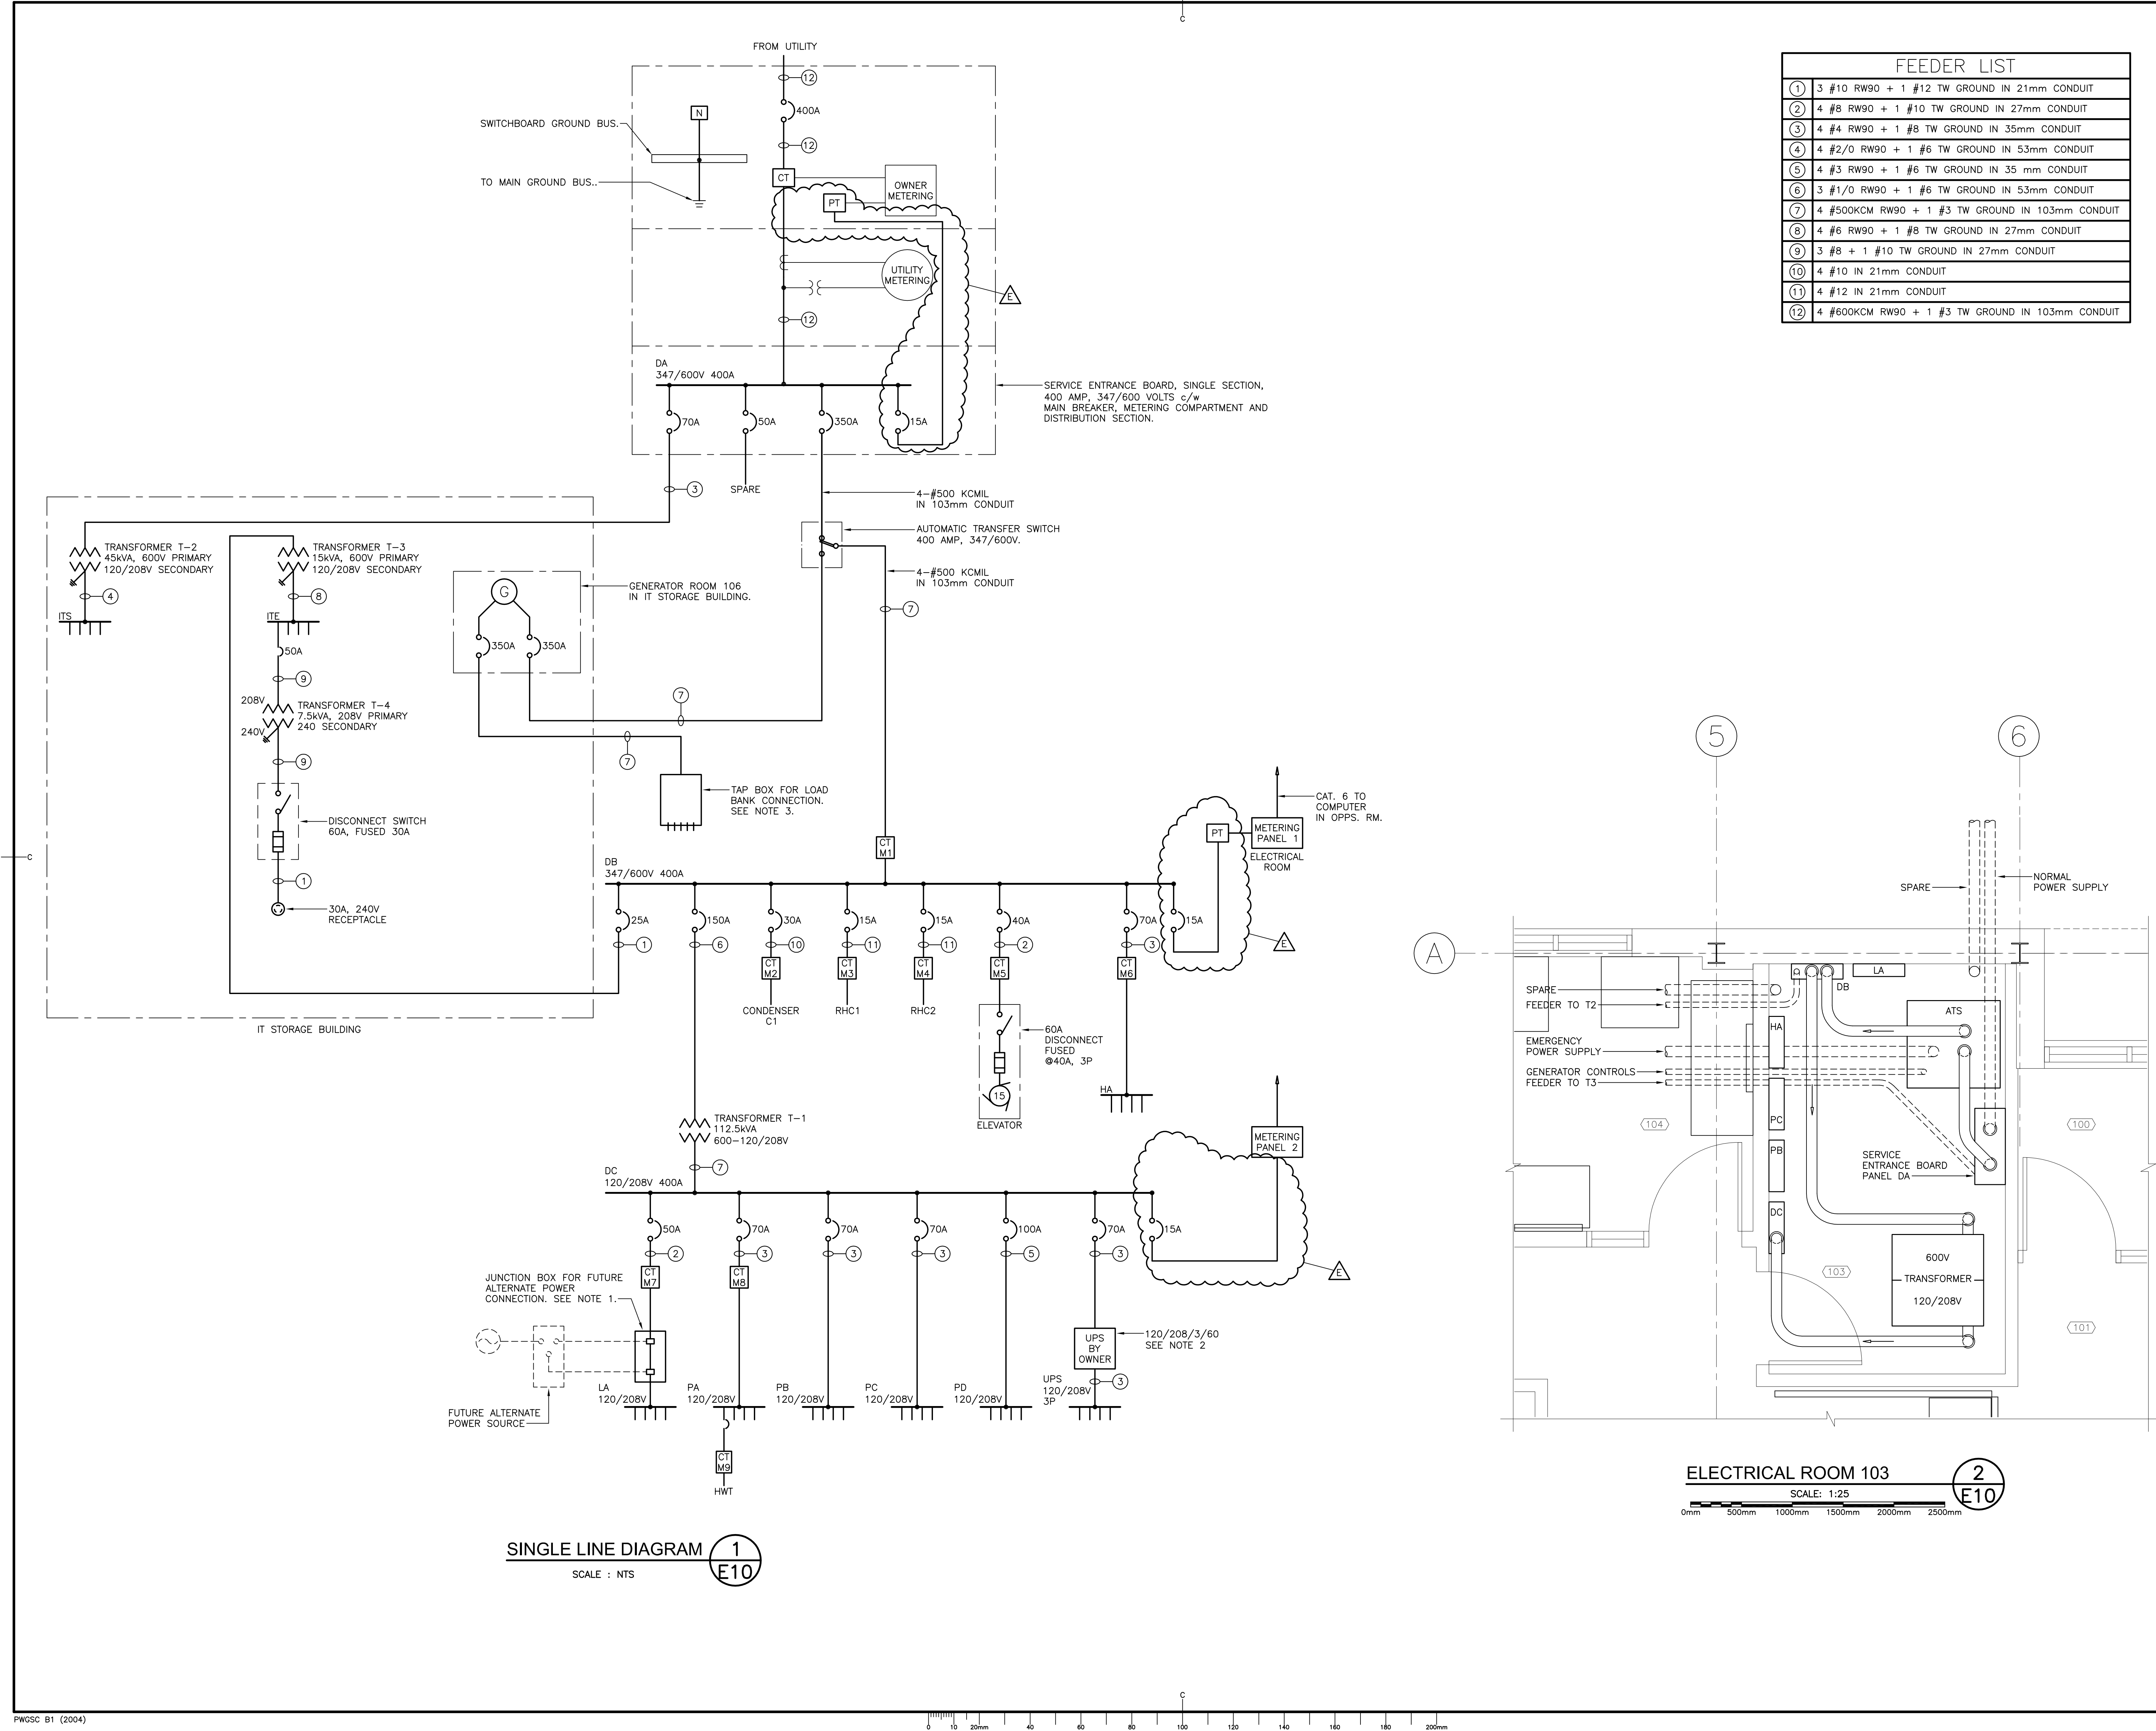 C
FROM UTILITY
12
400A
N
SWITCHBOARD GROUND BUS.
12
CT
OWNER
METERING
TO MAIN GROUND BUS..
PT
UTILITY
METERING
E
12
DA
347/600V 400A
SERVICE ENTRANCE BOARD, SINGLE SECTION,
400 AMP, 347/600 VOLTS c/w
MAIN BREAKER, METERING COMPARTMENT AND
DISTRIBUTION SECTION.
70A
50A
350A
15A
3
SPARE
4-#500 KCMIL
IN 103mm CONDUIT
AUTOMATIC TRANSFER SWITCH
400 AMP, 347/600V.
4-#500 KCMIL
IN 103mm CONDUIT
7
TRANSFORMER T-2
45kVA, 600V PRIMARY
120/208V SECONDARY
4
ITS
TRANSFORMER T-3
15kVA, 600V PRIMARY
120/208V SECONDARY
8
ITE
50A
9
208V
TRANSFORMER T-4
7.5kVA, 208V PRIMARY
240 SECONDARY
240V
9
DISCONNECT SWITCH
60A, FUSED 30A
1
30A, 240V
RECEPTACLE
IT STORAGE BUILDING
G
350A
350A
GENERATOR ROOM 106
IN IT STORAGE BUILDING.
7
7
TAP BOX FOR LOAD
BANK CONNECTION.
SEE NOTE 3.
CT
M1
PT
METERING
PANEL 1
ELECTRICAL
ROOM
CAT. 6 TO
COMPUTER
IN OPPS. RM.
DB
347/600V 400A
25A
150A
30A
15A
15A
40A
70A
15A
1
6
10
11
11
2
3
E
CT
M2
CT
M3
CT
M4
CT
M5
CT
M6
CONDENSER
C1
RHC1
RHC2
60A
DISCONNECT
FUSED
@40A, 3P
15
ELEVATOR
HA
TRANSFORMER T-1
112.5kVA
600-120/208V
7
METERING
PANEL 2
DC
120/208V 400A
50A
70A
70A
70A
100A
70A
15A
2
3
3
3
5
3
E
CT
M7
CT
M8
JUNCTION BOX FOR FUTURE
ALTERNATE POWER
CONNECTION. SEE NOTE 1.
UPS
BY
OWNER
120/208/3/60
SEE NOTE 2
3
LA
120/208V
PA
120/208V
PB
120/208V
PC
120/208V
PD
120/208V
UPS
120/208V
3P
FUTURE ALTERNATE
POWER SOURCE
CT
M9
HWT
SINGLE LINE DIAGRAM
SCALE : NTS
1
E10
FEEDER LIST
1 3 #10 RW90 + 1 #12 TW GROUND IN 21mm CONDUIT
2 4 #8 RW90 + 1 #10 TW GROUND IN 27mm CONDUIT
3 4 #4 RW90 + 1 #8 TW GROUND IN 35mm CONDUIT
4 4 #2/0 RW90 + 1 #6 TW GROUND IN 53mm CONDUIT
5 4 #3 RW90 + 1 #6 TW GROUND IN 35 mm CONDUIT
6 3 #1/0 RW90 + 1 #6 TW GROUND IN 53mm CONDUIT
7 4 #500KCM RW90 + 1 #3 TW GROUND IN 103mm CONDUIT
8 4 #6 RW90 + 1 #8 TW GROUND IN 27mm CONDUIT
9 3 #8 + 1 #10 TW GROUND IN 27mm CONDUIT
10 4 #10 IN 21mm CONDUIT
11 4 #12 IN 21mm CONDUIT
12 4 #600KCM RW90 + 1 #3 TW GROUND IN 103mm CONDUIT
5
6
SPARE
NORMAL
POWER SUPPLY
A
LA
DB
SPARE
FEEDER TO T2
ATS
HA
EMERGENCY
POWER SUPPLY
GENERATOR CONTROLS
FEEDER TO T3
PC
104
100
PB
SERVICE
ENTRANCE BOARD
PANEL DA
DC
600V
TRANSFORMER
120/208V
103
101
ELECTRICAL ROOM 103
SCALE: 1:25
2
E10
0mm 500mm 1000mm 1500mm 2000mm 2500mm
C
C
PWGSC B1 (2004)
0 10 20mm 40 60 80 100 120 140 160 180 200mm